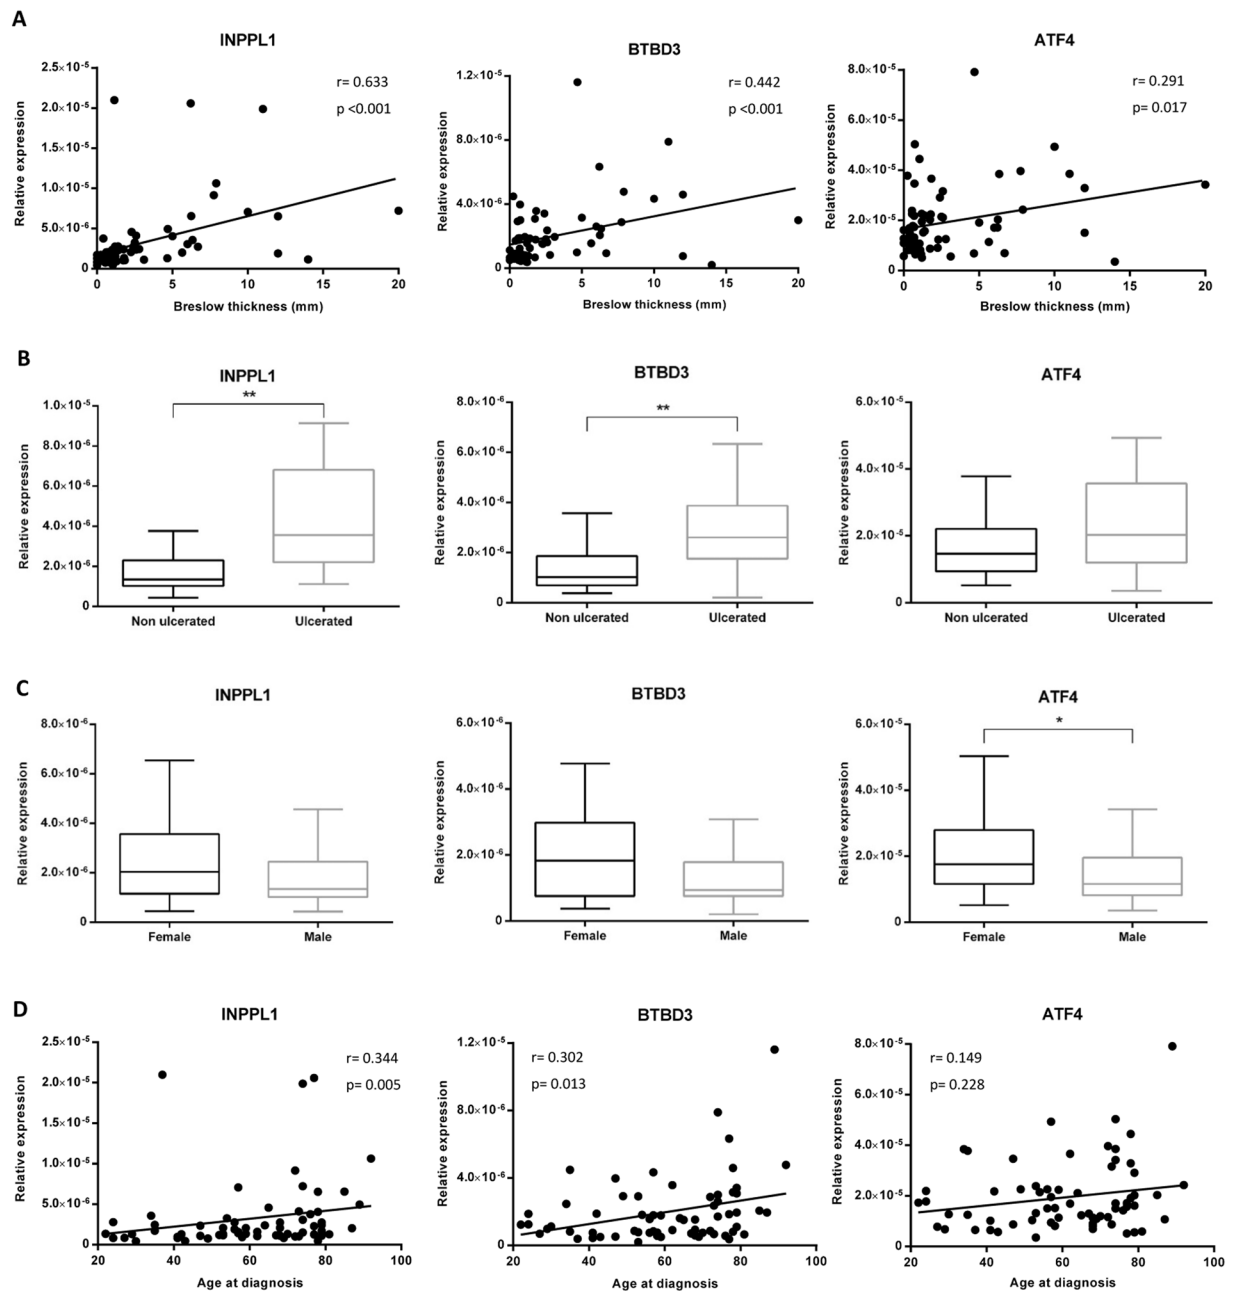 A
INPPL1
Relative expression
2.5×10⁻⁵
2.0×10⁻⁵
1.5×10⁻⁵
1.0×10⁻⁵
5.0×10⁻⁶
0
0 5 10 15 20
Breslow thickness (mm)
r= 0.633
p <0.001
BTBD3
Relative expression
1.2×10⁻⁵
8.0×10⁻⁶
4.0×10⁻⁶
0
0 5 10 15 20
Breslow thickness (mm)
r= 0.442
p <0.001
ATF4
Relative expression
8.0×10⁻⁵
6.0×10⁻⁵
4.0×10⁻⁵
2.0×10⁻⁵
0
0 5 10 15 20
Breslow thickness (mm)
r= 0.291
p= 0.017
B
INPPL1
**
Relative expression
1.0×10⁻⁵
8.0×10⁻⁶
6.0×10⁻⁶
4.0×10⁻⁶
2.0×10⁻⁶
0
Non ulcerated Ulcerated
BTBD3
**
Relative expression
8.0×10⁻⁶
6.0×10⁻⁶
4.0×10⁻⁶
2.0×10⁻⁶
0
Non ulcerated Ulcerated
ATF4
Relative expression
6.0×10⁻⁵
4.0×10⁻⁵
2.0×10⁻⁵
0
Non ulcerated Ulcerated
C
INPPL1
Relative expression
8.0×10⁻⁶
6.0×10⁻⁶
4.0×10⁻⁶
2.0×10⁻⁶
0
Female Male
BTBD3
Relative expression
6.0×10⁻⁶
4.0×10⁻⁶
2.0×10⁻⁶
0
Female Male
ATF4
*
Relative expression
6.0×10⁻⁵
4.0×10⁻⁵
2.0×10⁻⁵
0
Female Male
D
INPPL1
Relative expression
2.5×10⁻⁵
2.0×10⁻⁵
1.5×10⁻⁵
1.0×10⁻⁵
5.0×10⁻⁶
0
20 40 60 80 100
Age at diagnosis
r= 0.344
p= 0.005
BTBD3
Relative expression
1.2×10⁻⁵
8.0×10⁻⁶
4.0×10⁻⁶
0
20 40 60 80 100
Age at diagnosis
r= 0.302
p= 0.013
ATF4
Relative expression
8.0×10⁻⁵
6.0×10⁻⁵
4.0×10⁻⁵
2.0×10⁻⁵
0
20 40 60 80 100
Age at diagnosis
r= 0.149
p= 0.228